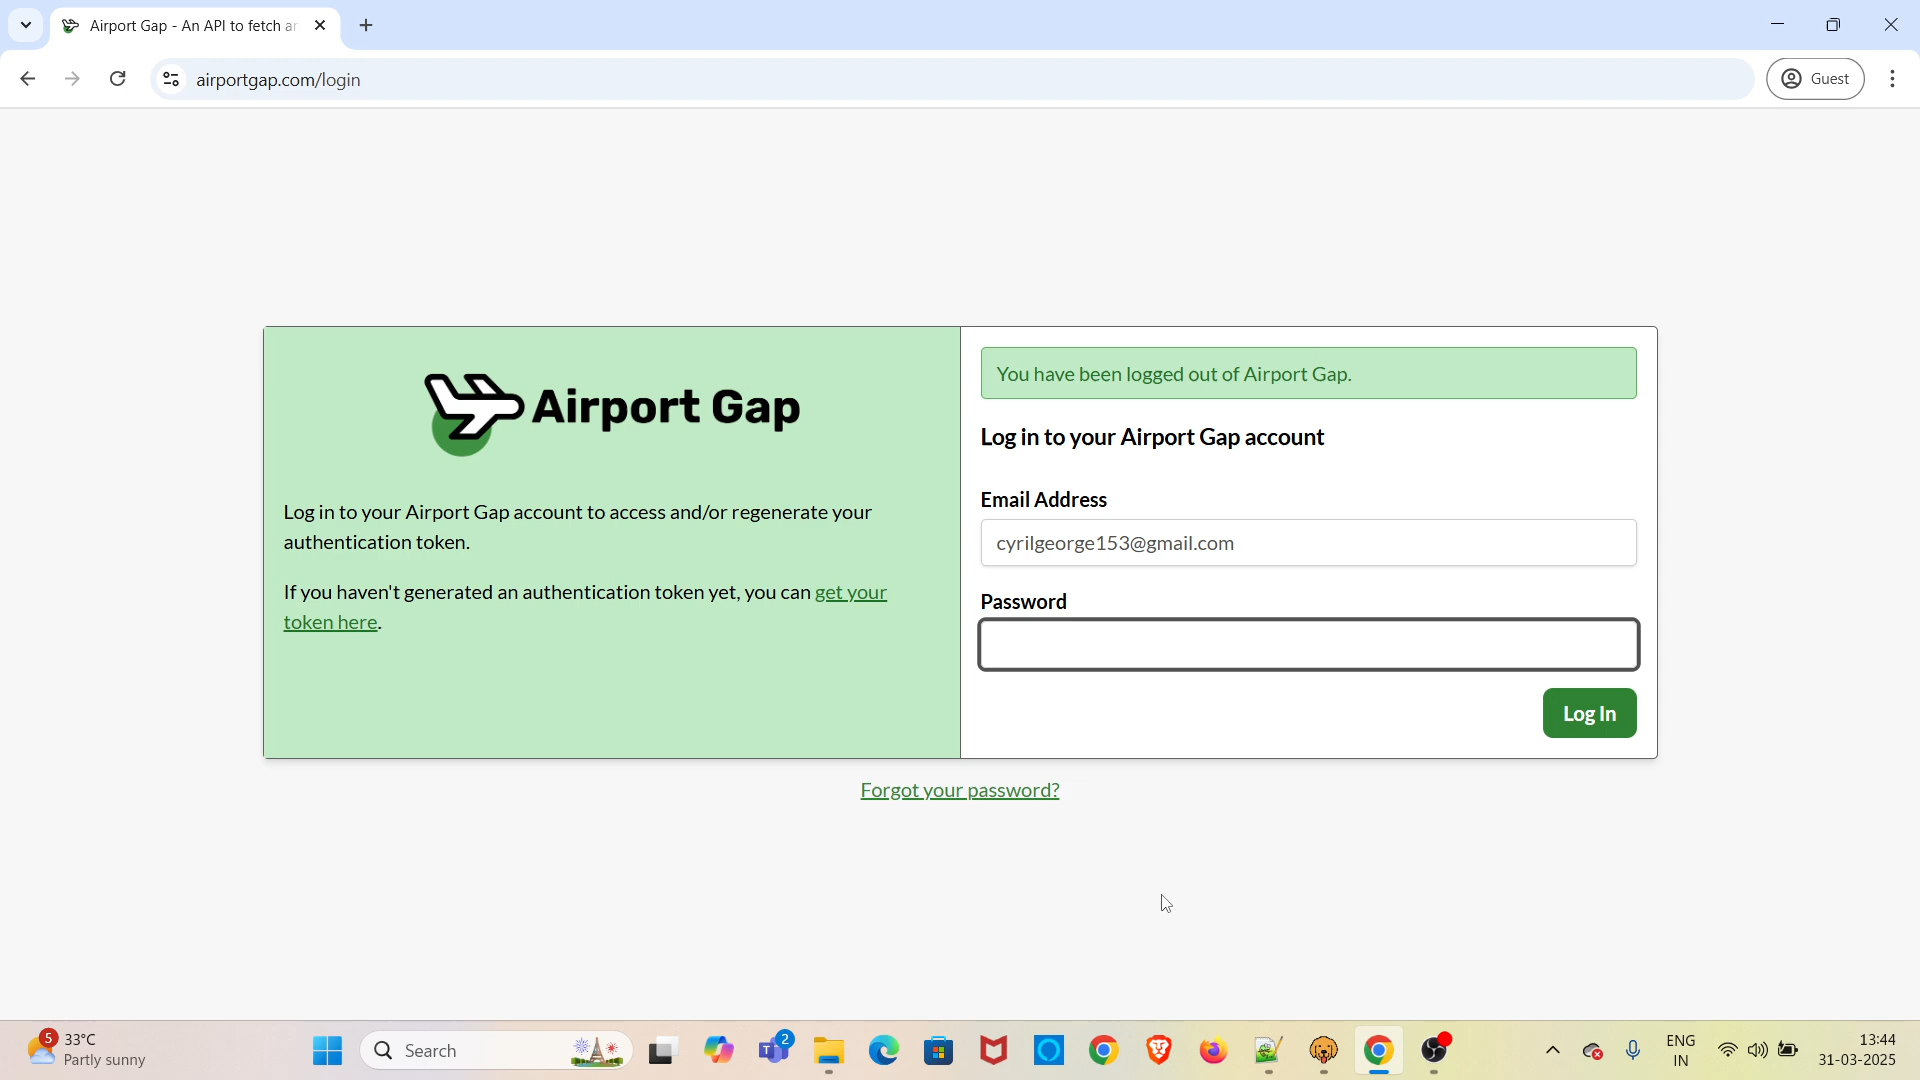 Airport Gap - An API to fetch ar
airportgap.com/login
Guest
Airport Gap
Log in to your Airport Gap account to access and/or regenerate your
authentication token.
If you haven't generated an authentication token yet, you can get your
token here.
You have been logged out of Airport Gap.
Log in to your Airport Gap account
Email Address
cyrilgeorge153@gmail.com
Password
Log In
Forgot your password?
5
33°C
Partly sunny
Search
2
ENG
IN
13:44
31-03-2025